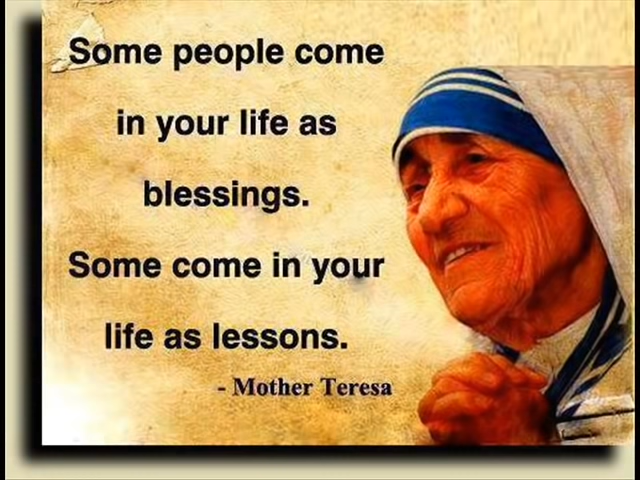 Some people come
in your life as
blessings.
Some come in your
life as lessons.
- Mother Teresa